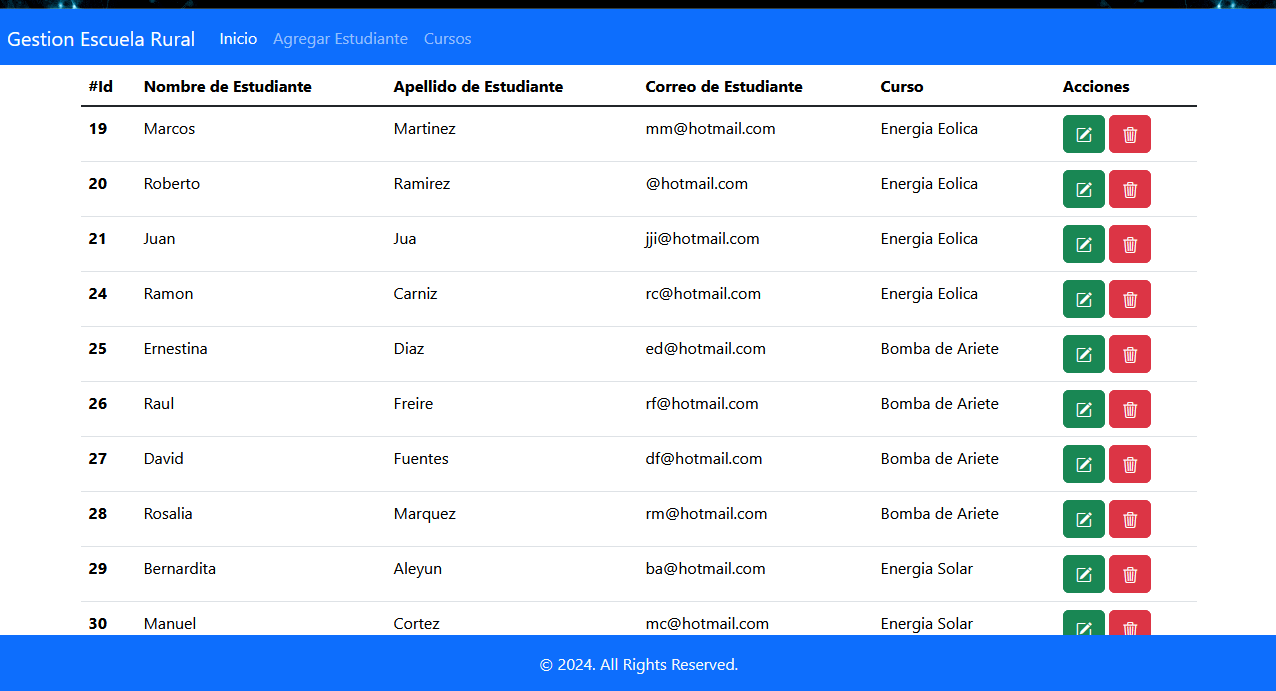 Gestion Escuela Rural Inicio Agregar Estudiante Cursos
#Id Nombre de Estudiante Apellido de Estudiante Correo de Estudiante Curso Acciones
19 Marcos Martinez mm@hotmail.com Energia Eolica
20 Roberto Ramirez @hotmail.com Energia Eolica
21 Juan Jua jji@hotmail.com Energia Eolica
24 Ramon Carniz rc@hotmail.com Energia Eolica
25 Ernestina Diaz ed@hotmail.com Bomba de Ariete
26 Raul Freire rf@hotmail.com Bomba de Ariete
27 David Fuentes df@hotmail.com Bomba de Ariete
28 Rosalia Marquez rm@hotmail.com Bomba de Ariete
29 Bernardita Aleyun ba@hotmail.com Energia Solar
30 Manuel Cortez mc@hotmail.com Energia Solar
© 2024. All Rights Reserved.